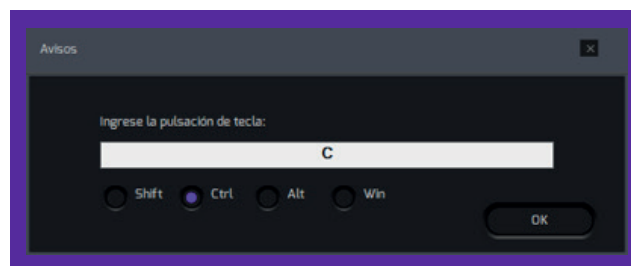 Avisos
Ingrese la pulsación de tecla:
C
Shift Ctrl Alt Win
OK